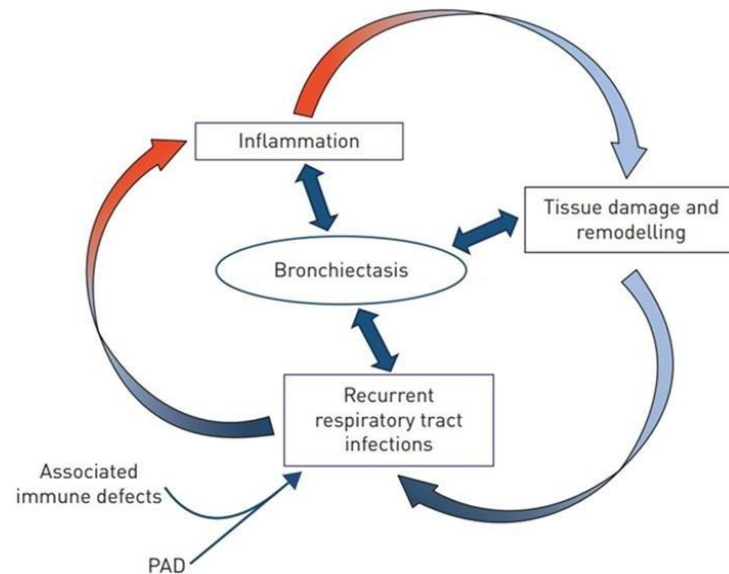 Inflammation
Tissue damage and
remodelling
Bronchiectasis
Recurrent
respiratory tract
infections
Associated
immune defects
PAD